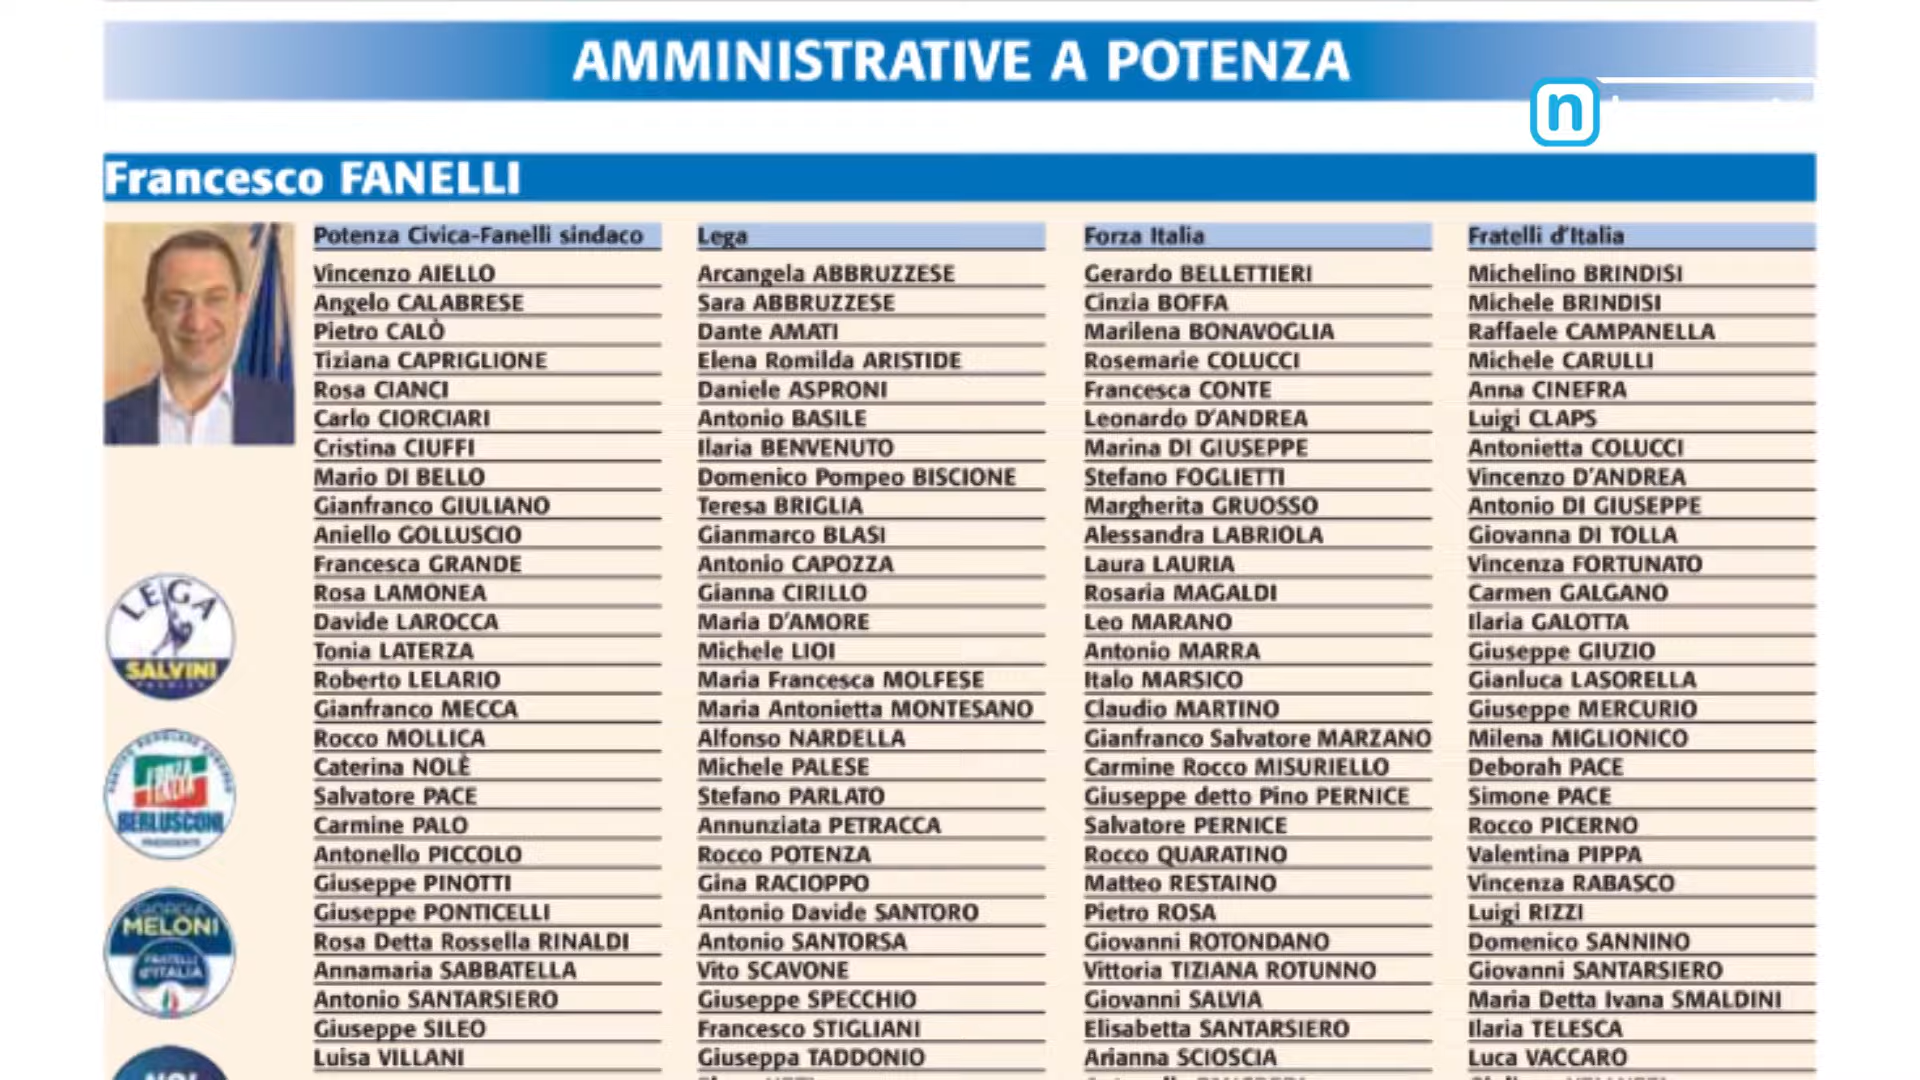 AMMINISTRATIVE A POTENZA
n
Francesco FANELLI
Potenza Civica-Fanelli sindaco
Vincenzo AIELLO
Angelo CALABRESE
Pietro CALÒ
Tiziana CAPRIGLIONE
Rosa CIANCI
Carlo CIORCIARI
Cristina CIUFFI
Mario DI BELLO
Gianfranco GIULIANO
Aniello GOLLUSCIO
Francesca GRANDE
Rosa LAMONEA
Davide LAROCCA
Tonia LATERZA
Roberto LELARIO
Gianfranco MECCA
Rocco MOLLICA
Caterina NOLÈ
Salvatore PACE
Carmine PALO
Antonello PICCOLO
Giuseppe PINOTTI
Giuseppe PONTICELLI
Rosa Detta Rossella RINALDI
Annamaria SABBATELLA
Antonio SANTARSIERO
Giuseppe SILEO
Luisa VILLANI
Lega
Arcangela ABBRUZZESE
Sara ABBRUZZESE
Dante AMATI
Elena Romilda ARISTIDE
Daniele ASPRONI
Antonio BASILE
Ilaria BENVENUTO
Domenico Pompeo BISCIONE
Teresa BRIGLIA
Gianmarco BLASI
Antonio CAPOZZA
Gianna CIRILLO
Maria D'AMORE
Michele LIOI
Maria Francesca MOLFESE
Maria Antonietta MONTESANO
Alfonso NARDELLA
Michele PALESE
Stefano PARLATO
Annunziata PETRACCA
Rocco POTENZA
Gina RACIOPPO
Antonio Davide SANTORO
Antonio SANTORSA
Vito SCAVONE
Giuseppe SPECCHIO
Francesco STIGLIANI
Giuseppa TADDONIO
Forza Italia
Gerardo BELLETTIERI
Cinzia BOFFA
Marilena BONAVOGLIA
Rosemarie COLUCCI
Francesca CONTE
Leonardo D'ANDREA
Marina DI GIUSEPPE
Stefano FOGLIETTI
Margherita GRUOSSO
Alessandra LABRIOLA
Laura LAURIA
Rosaria MAGALDI
Leo MARANO
Antonio MARRA
Italo MARSICO
Claudio MARTINO
Gianfranco Salvatore MARZANO
Carmine Rocco MISURIELLO
Giuseppe detto Pino PERNICE
Salvatore PERNICE
Rocco QUARATINO
Matteo RESTAINO
Pietro ROSA
Giovanni ROTONDANO
Vittoria TIZIANA ROTUNNO
Giovanni SALVIA
Elisabetta SANTARSIERO
Arianna SCIOSCIA
Fratelli d'Italia
Michelino BRINDISI
Michele BRINDISI
Raffaele CAMPANELLA
Michele CARULLI
Anna CINEFRA
Luigi CLAPS
Antonietta COLUCCI
Vincenzo D'ANDREA
Antonio DI GIUSEPPE
Giovanna DI TOLLA
Vincenza FORTUNATO
Carmen GALGANO
Ilaria GALOTTA
Giuseppe GIUZIO
Gianluca LASORELLA
Giuseppe MERCURIO
Milena MIGLIONICO
Deborah PACE
Simone PACE
Rocco PICERNO
Valentina PIPPA
Vincenza RABASCO
Luigi RIZZI
Domenico SANNINO
Giovanni SANTARSIERO
Maria Detta Ivana SMALDINI
Ilaria TELESCA
Luca VACCARO
LEGA
SALVINI
FORZA
ITALIA
BERLUSCONI
PRESIDENTE
GIORGIA
MELONI
FRATELLI
d'ITALIA
NOI